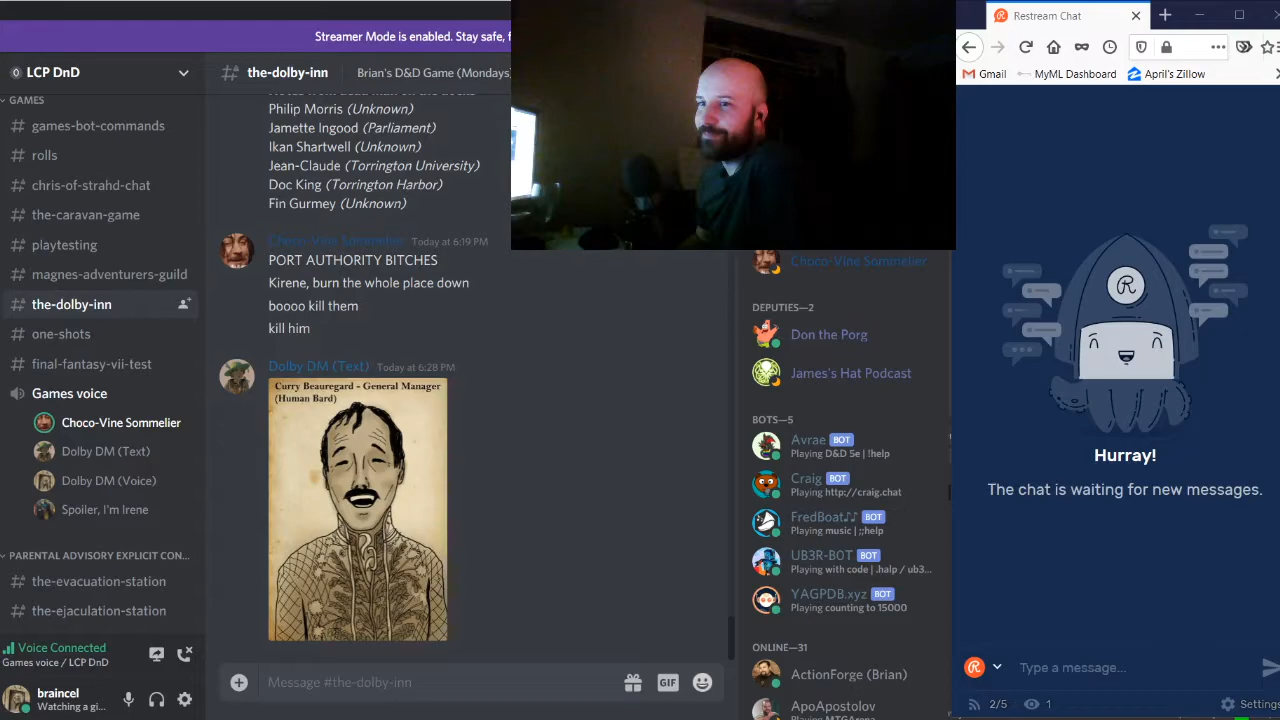 Streamer Mode is enabled. Stay safe, f
LCP DnD
GAMES
games-bot-commands
rolls
chris-of-strahd-chat
the-caravan-game
playtesting
magnes-adventurers-guild
the-dolby-inn
one-shots
final-fantasy-vii-test
Games voice
Choco-Vine Sommelier
Dolby DM (Text)
Dolby DM (Voice)
Spoiler, I'm Irene
PARENTAL ADVISORY EXPLICIT CON...
the-evacuation-station
the-ejaculation-station
Voice Connected
Games voice / LCP DnD
braincel
Watching a gi...
the-dolby-inn
Brian's D&D Game (Mondays)
Philip Morris (Unknown)
Jamette Ingood (Parliament)
Ikan Shartwell (Unknown)
Jean-Claude (Torrington University)
Doc King (Torrington Harbor)
Fin Gurmey (Unknown)
Choco-Vine Sommelier Today at 6:19 PM
PORT AUTHORITY BITCHES
Kirene, burn the whole place down
boooo kill them
kill him
Dolby DM (Text) Today at 6:28 PM
Curry Beauregard - General Manager
(Human Bard)
Message #the-dolby-inn
GIF
Choco-Vine Sommelier
DEPUTIES—2
Don the Porg
James's Hat Podcast
BOTS—5
Avrae BOT
Playing D&D 5e | !help
Craig BOT
Playing http://craig.chat
FredBoat♪♪ BOT
Playing music | ;;help
UB3R-B0T BOT
Playing with code | .halp / ub3...
YAGPDB.xyz BOT
Playing counting to 15000
ONLINE—31
ActionForge (Brian)
ApoApostolov
Playing MTGArena
Restream Chat
Gmail
MyML Dashboard
April's Zillow
Hurray!
The chat is waiting for new messages.
Type a message...
2/5
1
Settings